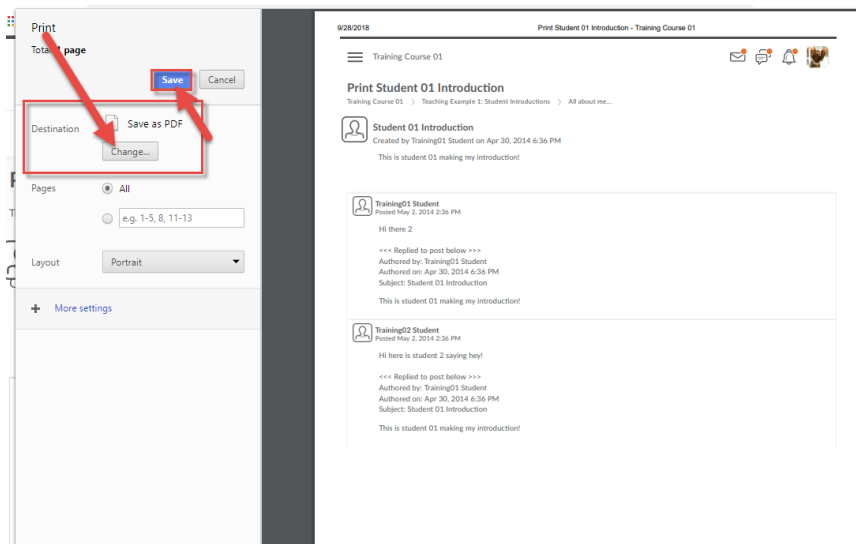 Print
Total: 1 page
Save
Cancel
Destination
Save as PDF
Change...
Pages
All
e.g. 1-5, 8, 11-13
Layout
Portrait
More settings
9/28/2018
Print Student 01 Introduction - Training Course 01
Training Course 01
Print Student 01 Introduction
Training Course 01 > Teaching Example 1: Student Introductions > All about me...
Student 01 Introduction
Created by Training01 Student on Apr 30, 2014 6:36 PM
This is student 01 making my introduction!
Training01 Student
Posted May 2, 2014 2:36 PM
Hi there 2
<<< Replied to post below >>>
Authored by: Training01 Student
Authored on: Apr 30, 2014 6:36 PM
Subject: Student 01 Introduction
This is student 01 making my introduction!
Training02 Student
Posted May 2, 2014 2:36 PM
Hi here is student 2 saying hey!
<<< Replied to post below >>>
Authored by: Training01 Student
Authored on: Apr 30, 2014 6:36 PM
Subject: Student 01 Introduction
This is student 01 making my introduction!